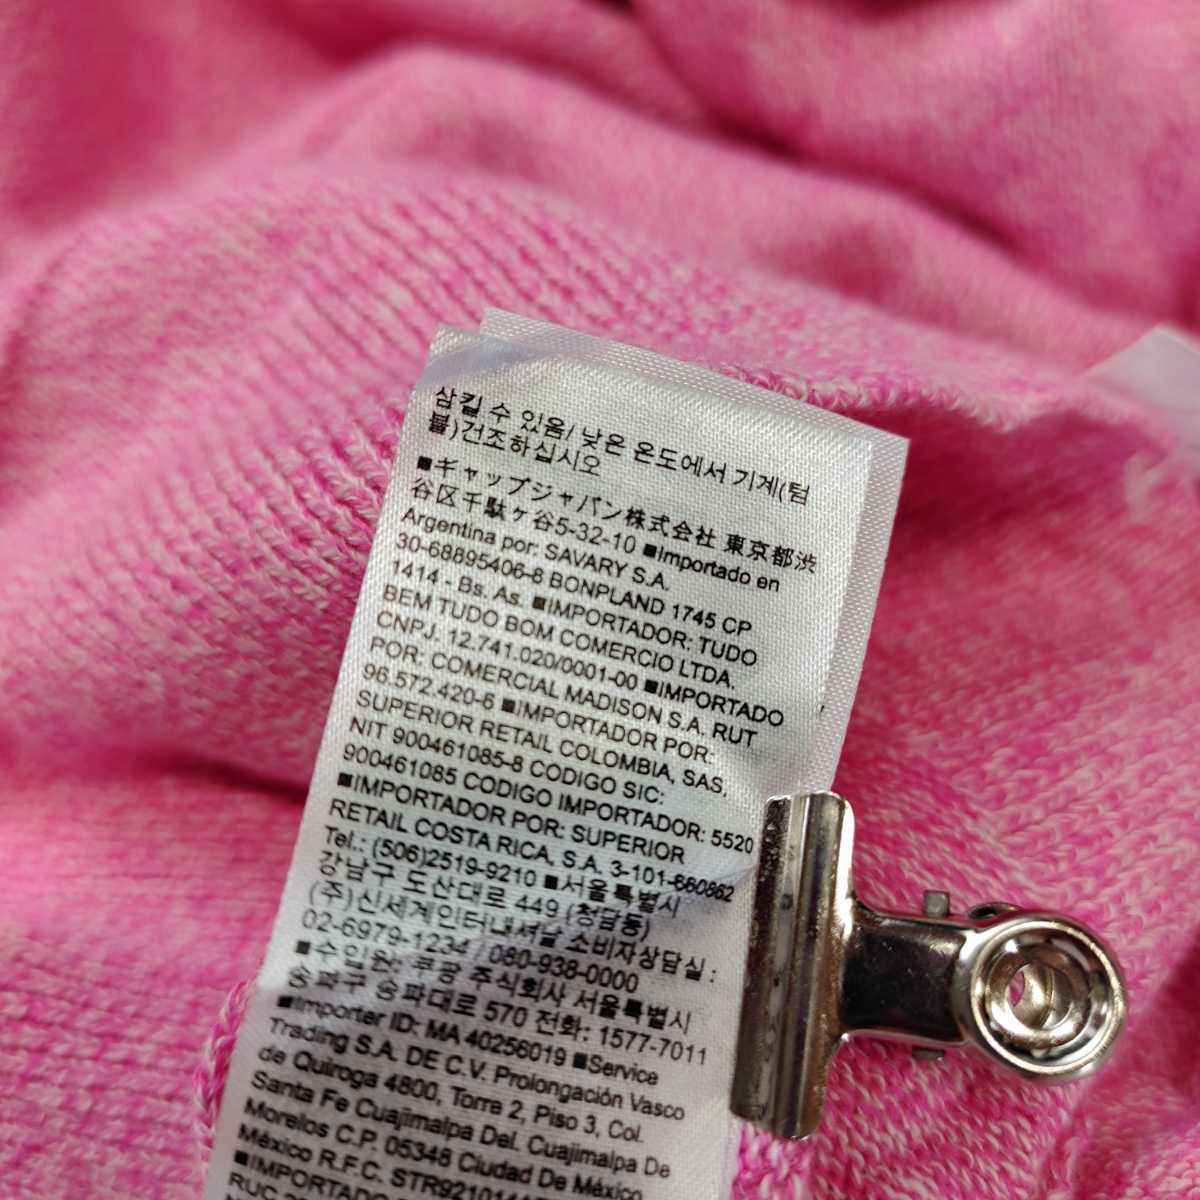 삼킬 수 있음/ 낮은 온도에서 기계(텀
블)건조하십시오
■ギャップジャパン株式会社 東京都渋
谷区千駄ヶ谷5-32-10 ■Importado en
Argentina por: SAVARY S.A.
30-68895406-8 BONPLAND 1745 CP
1414 - Bs. As. ■IMPORTADOR: TUDO
BEM TUDO BOM COMERCIO LTDA.
CNPJ. 12.741.020/0001-00 ■IMPORTADO
POR: COMERCIAL MADISON S.A. RUT
96.572.420-6 ■IMPORTADOR POR:
SUPERIOR RETAIL COLOMBIA, SAS,
NIT 900461085-8 CODIGO SIC:
900461085 CODIGO IMPORTADOR: 5520
■IMPORTADOR POR: SUPERIOR
RETAIL COSTA RICA, S.A. 3-101-660862
Tel.: (506)2519-9210 ■서울특별시
강남구 도산대로 449 (청담동)
(주)신세계인터내셔날 소비자상담실 :
02-6979-1234 / 080-938-0000
■수입원: 주식회사 서울특별시
송파구 송파대로 570 전화: 1577-7011
■Importer ID: MA 40256019 ■Service
Trading S.A. DE C.V. Prolongación Vasco
de Quiroga 4800, Torre 2, Piso 3, Col.
Santa Fe Cuajimalpa Del. Cuajimalpa De
Morelos C.P. 05348 Ciudad De México
México R.F.C.
■IMPORTADO
RUC